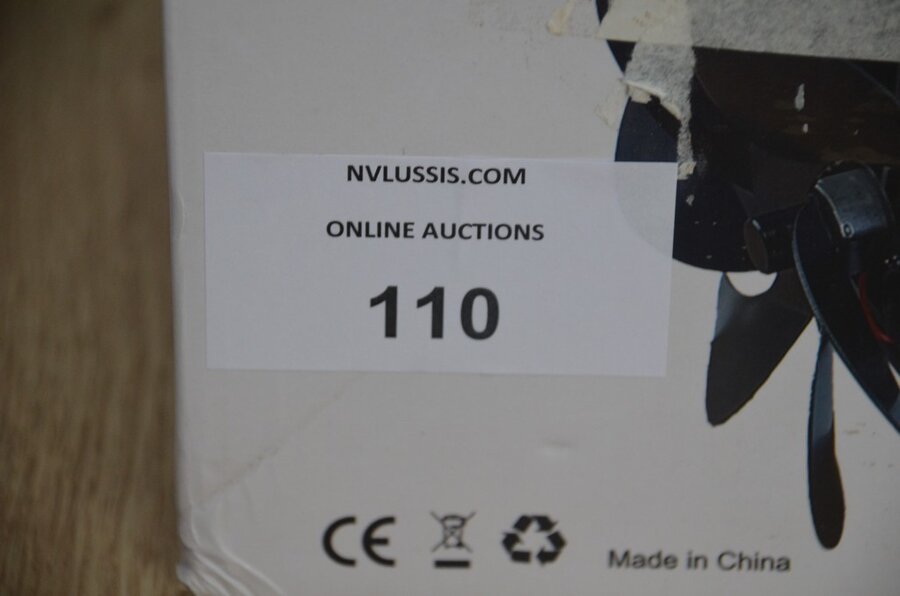 NVLUSSIS.COM
ONLINE AUCTIONS
110
CE
Made in China